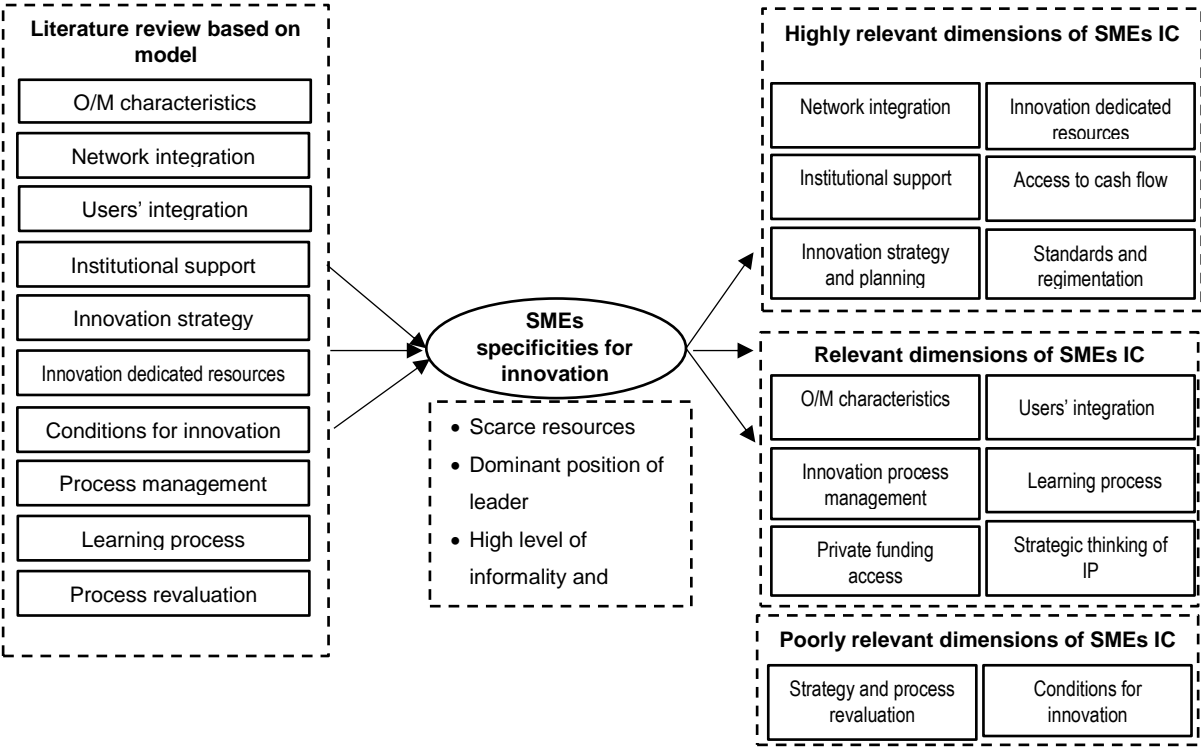 Literature review based on
model
O/M characteristics
Network integration
Users’ integration
Institutional support
Innovation strategy
Innovation dedicated resources
Conditions for innovation
Process management
Learning process
Process revaluation
SMEs
specificities for
innovation
• Scarce resources
• Dominant position of
leader
• High level of
informality and
Highly relevant dimensions of SMEs IC
Network integration
Innovation dedicated
resources
Institutional support
Access to cash flow
Innovation strategy
and planning
Standards and
regimentation
Relevant dimensions of SMEs IC
O/M characteristics
Users’ integration
Innovation process
management
Learning process
Private funding
access
Strategic thinking of
IP
Poorly relevant dimensions of SMEs IC
Strategy and process
revaluation
Conditions for
innovation